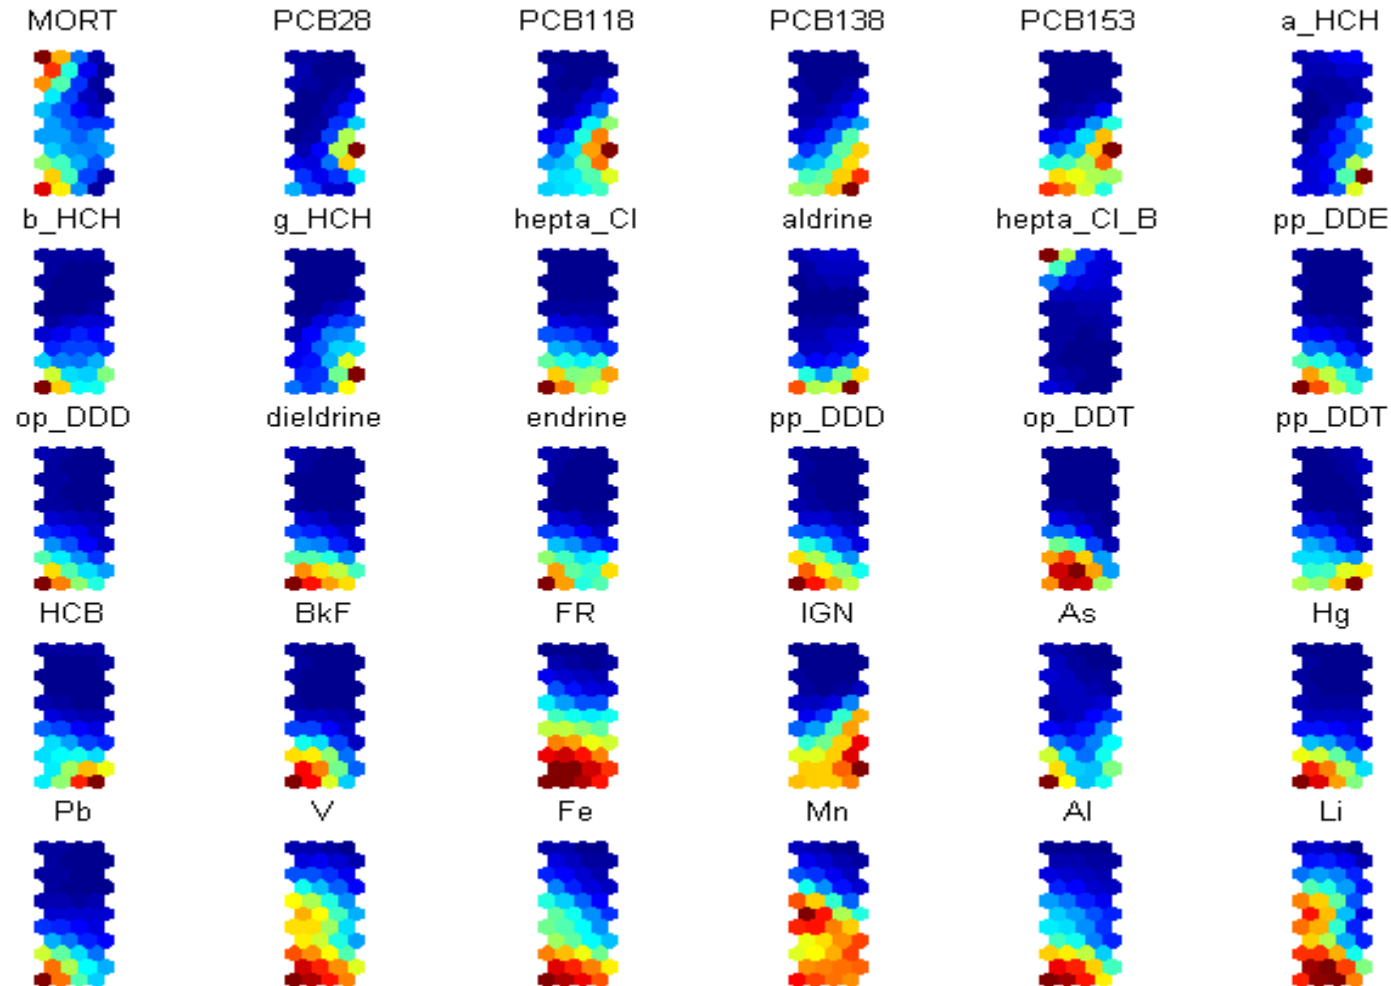 MORT PCB28 PCB118 PCB138 PCB153 a_HCH
b_HCH g_HCH hepta_Cl aldrine hepta_Cl_B pp_DDE
op_DDD dieldrine endrine pp_DDD op_DDT pp_DDT
HCB BkF FR IGN As Hg
Pb V Fe Mn Al Li